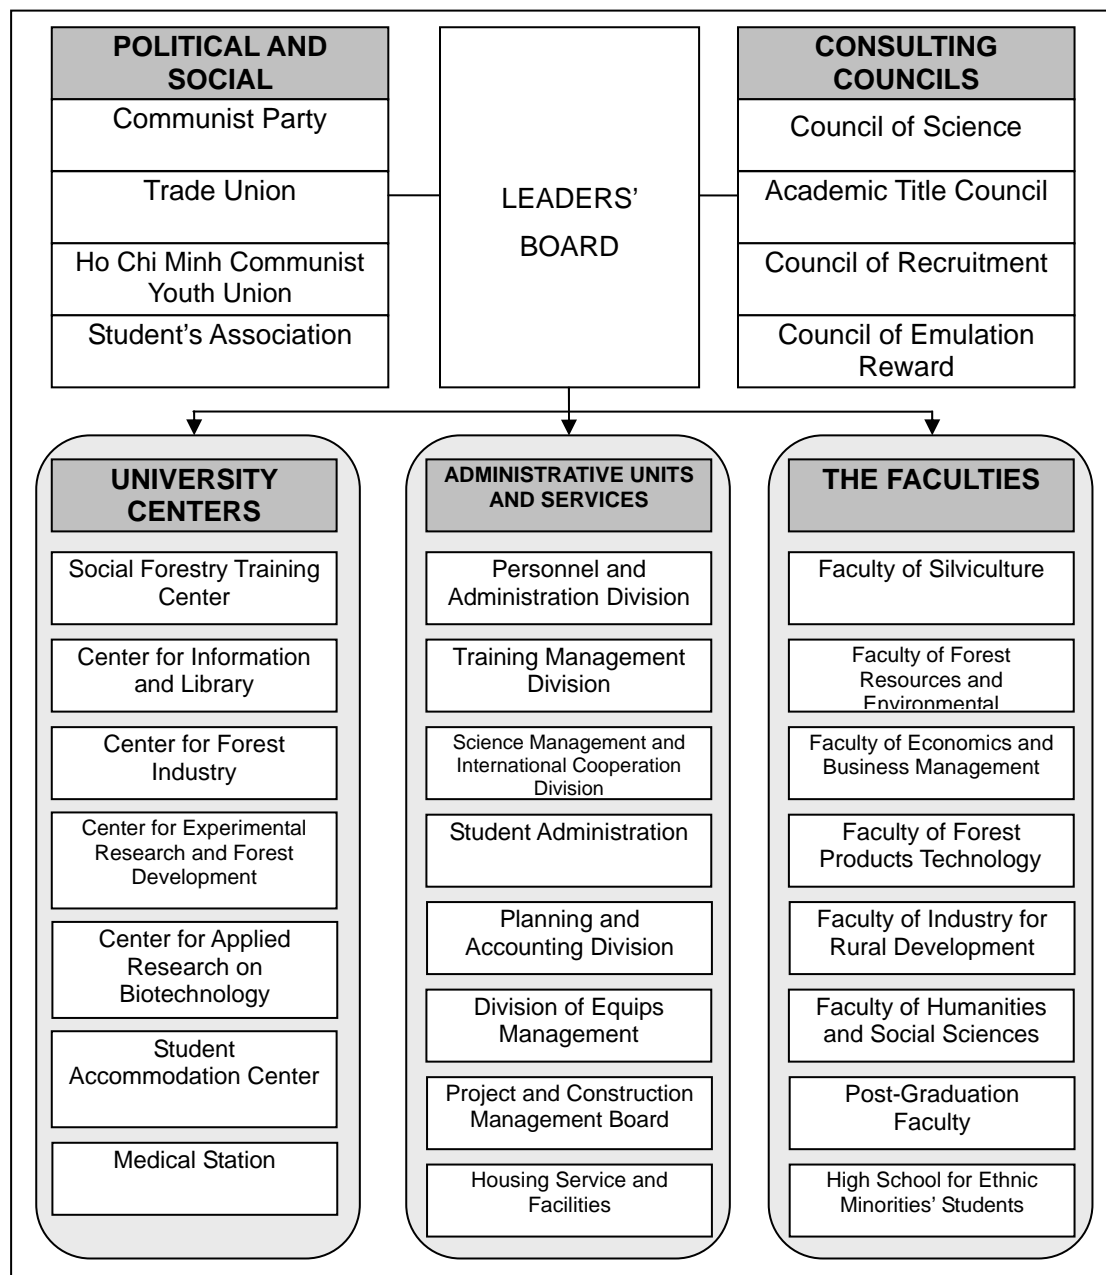 POLITICAL AND
SOCIAL
Communist Party
Trade Union
Ho Chi Minh Communist
Youth Union
Student’s Association
LEADERS’
BOARD
CONSULTING
COUNCILS
Council of Science
Academic Title Council
Council of Recruitment
Council of Emulation
Reward
UNIVERSITY
CENTERS
Social Forestry Training
Center
Center for Information
and Library
Center for Forest
Industry
Center for Experimental
Research and Forest
Development
Center for Applied
Research on
Biotechnology
Student
Accommodation Center
Medical Station
ADMINISTRATIVE UNITS
AND SERVICES
Personnel and
Administration Division
Training Management
Division
Science Management and
International Cooperation
Division
Student Administration
Planning and
Accounting Division
Division of Equips
Management
Project and Construction
Management Board
Housing Service and
Facilities
THE FACULTIES
Faculty of Silviculture
Faculty of Forest
Resources and
Environmental
Faculty of Economics and
Business Management
Faculty of Forest
Products Technology
Faculty of Industry for
Rural Development
Faculty of Humanities
and Social Sciences
Post-Graduation
Faculty
High School for Ethnic
Minorities’ Students